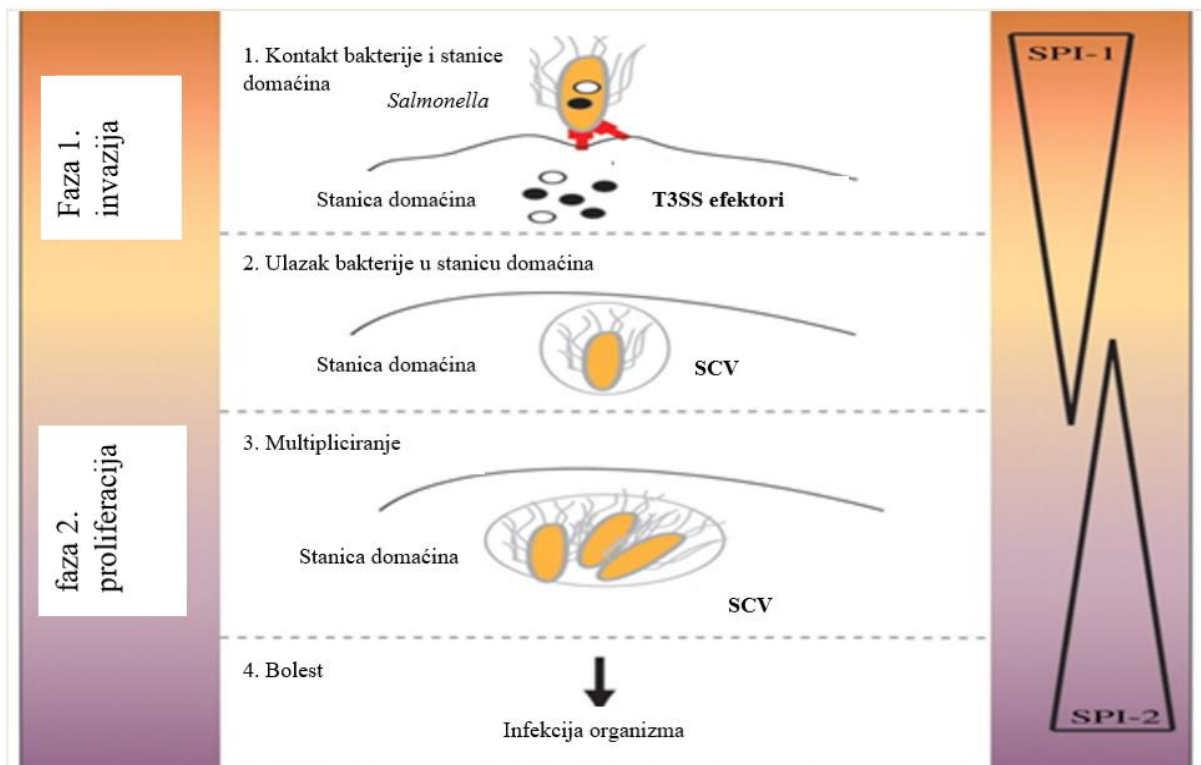 Faza 1.
invazija
1. Kontakt bakterije i stanice
domaćina
Salmonella
Stanica domaćina
T3SS efektori
SPI-1
2. Ulazak bakterije u stanicu domaćina
Stanica domaćina
SCV
faza 2.
proliferacija
3. Multipliciranje
Stanica domaćina
SCV
4. Bolest
Infekcija organizma
SPI-2